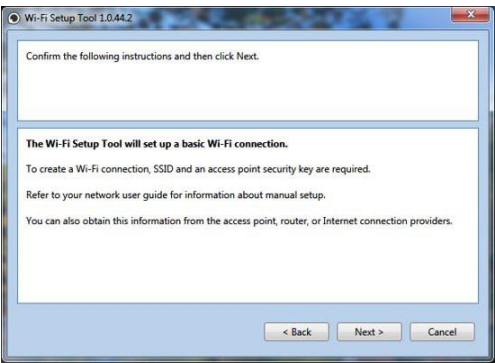 Wi-Fi Setup Tool 1.0.44.2
Confirm the following instructions and then click Next.
The Wi-Fi Setup Tool will set up a basic Wi-Fi connection.
To create a Wi-Fi connection, SSID and an access point security key are required.
Refer to your network user guide for information about manual setup.
You can also obtain this information from the access point, router, or Internet connection providers.
< Back Next > Cancel